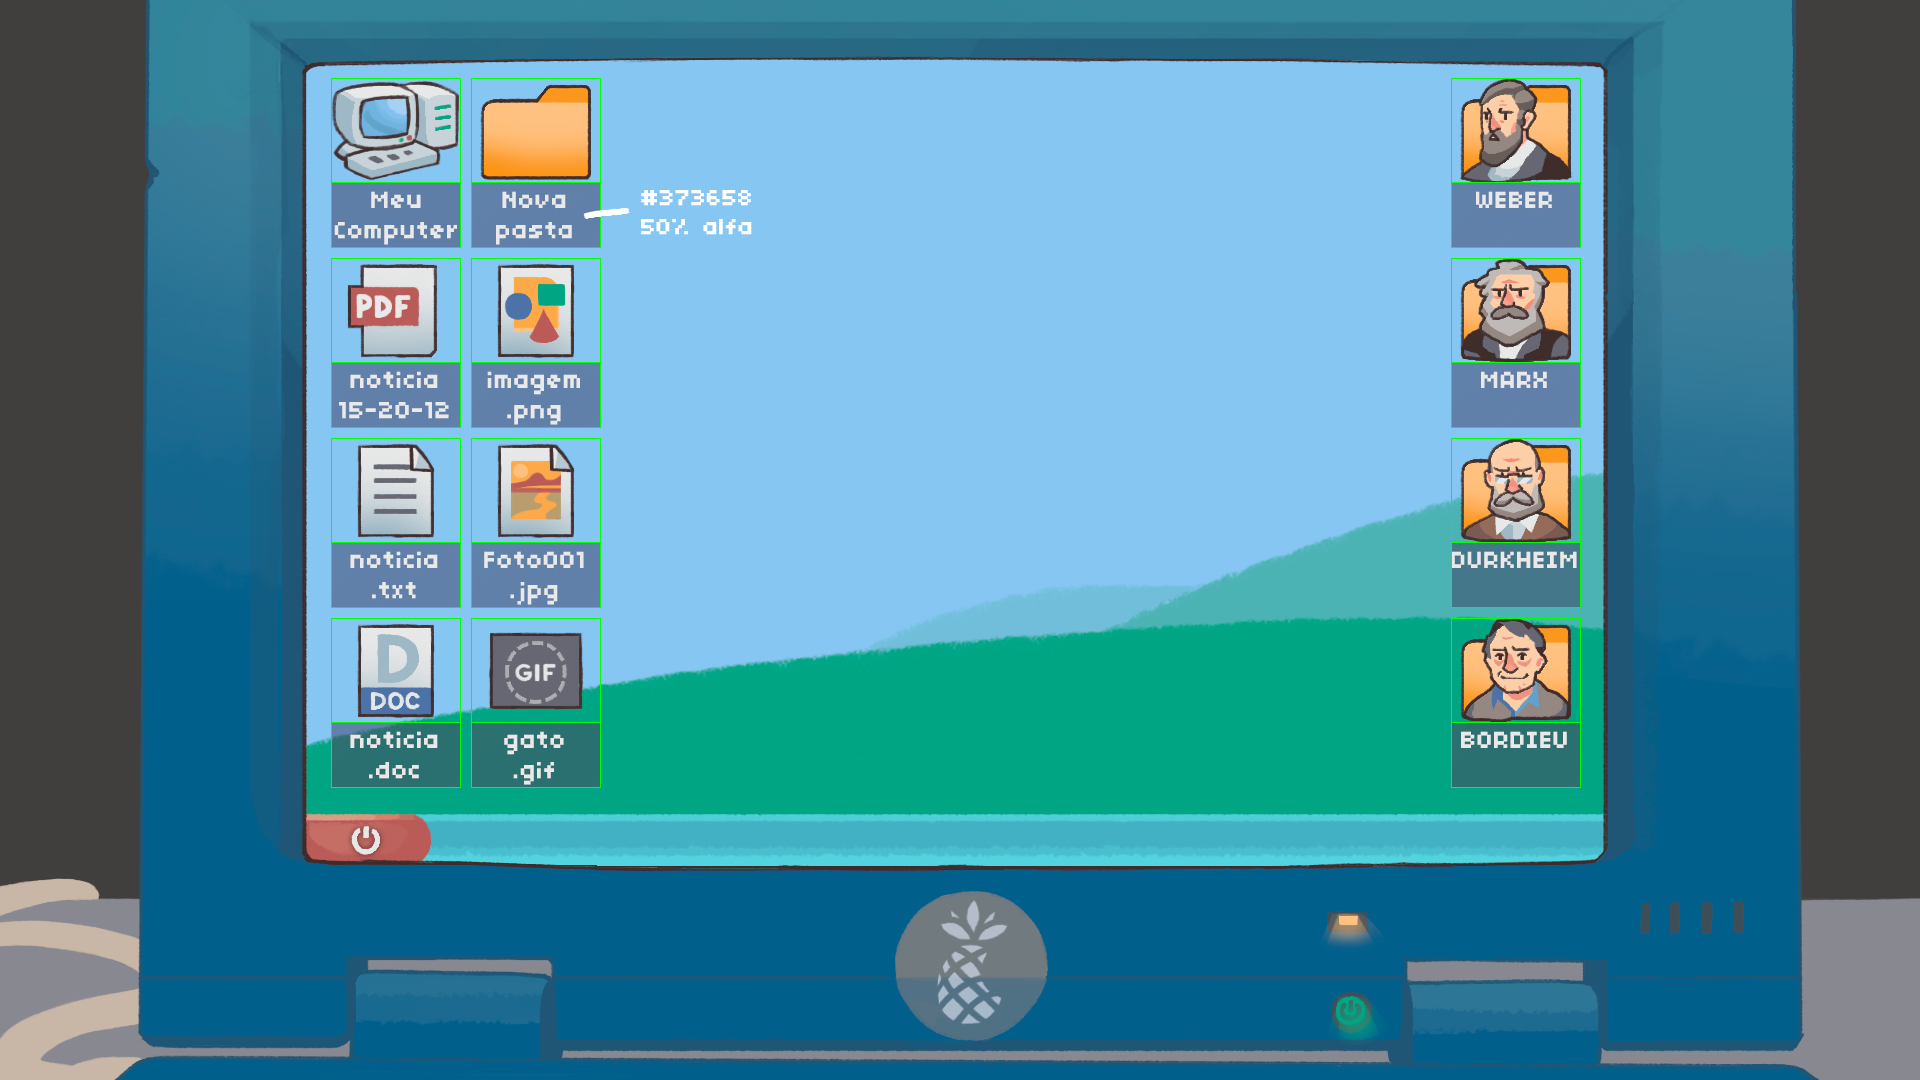 Meu
Computer
Nova
pasta
#373658
50% alfa
WEBER
PDF
noticia
15-20-12
imagem
.png
MARX
noticia
.txt
Foto001
.jpg
DURKHEIM
D
DOC
noticia
.doc
GIF
gato
.gif
BORDIEU